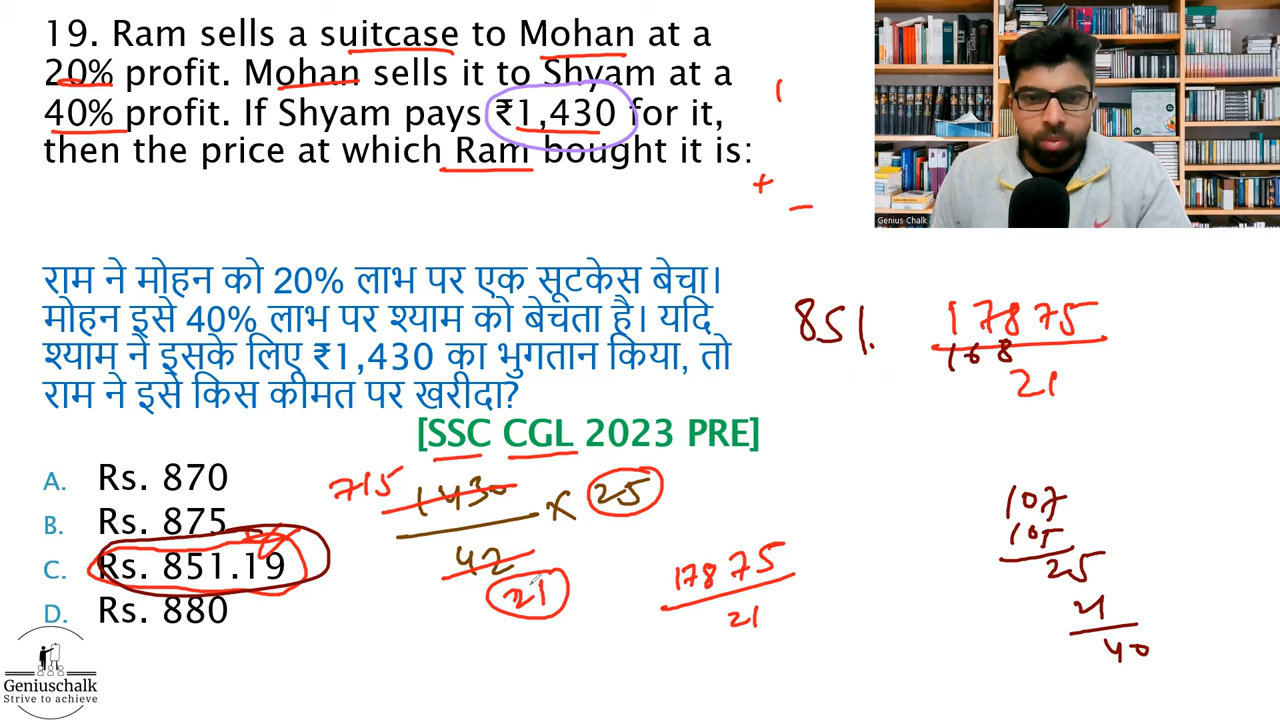 19. Ram sells a suitcase to Mohan at a
20% profit. Mohan sells it to Shyam at a
40% profit. If Shyam pays ₹1,430 for it,
then the price at which Ram bought it is:
Genius Chalk
राम ने मोहन को 20% लाभ पर एक सूटकेस बेचा।
मोहन इसे 40% लाभ पर श्याम को बेचता है। यदि
श्याम ने इसके लिए ₹1,430 का भुगतान किया, तो
राम ने इसे किस कीमत पर खरीदा?
[SSC CGL 2023 PRE]
A. Rs. 870
B. Rs. 875
C. Rs. 851.19
D. Rs. 880
715
1430 × 25
42
21
17875
21
851.
17875
168
21
107
105
25
21
40
Geniuschalk
Strive to achieve